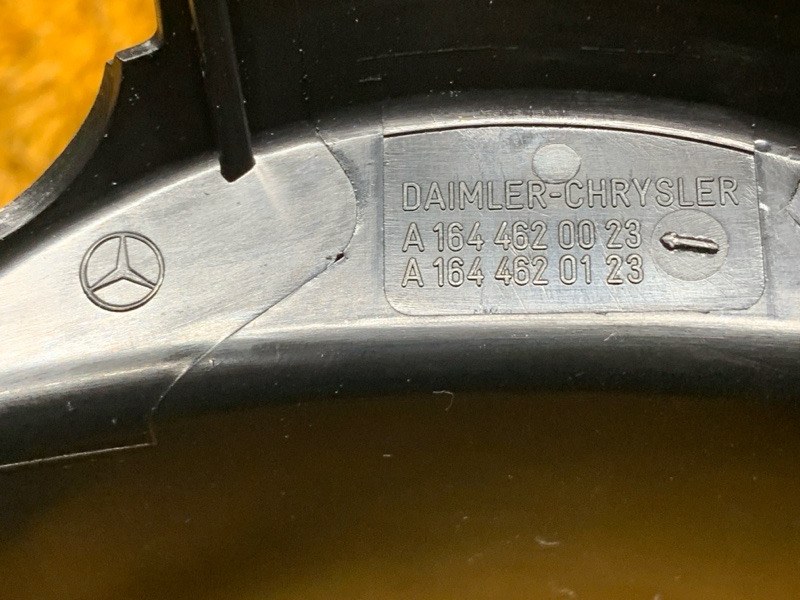 DAIMLER-CHRYSLER
A 164 462 00 23
A 164 462 01 23